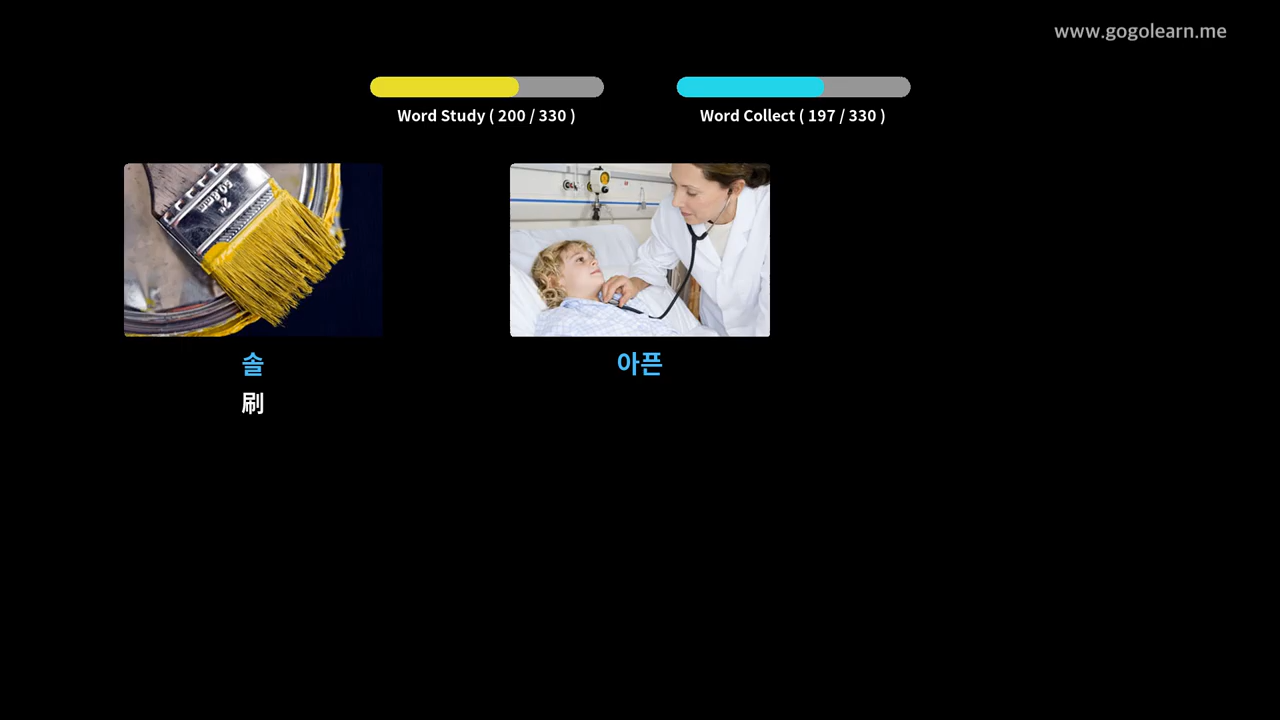 www.gogolearn.me
Word Study ( 200 / 330 )
Word Collect ( 197 / 330 )
솔
刷
아픈